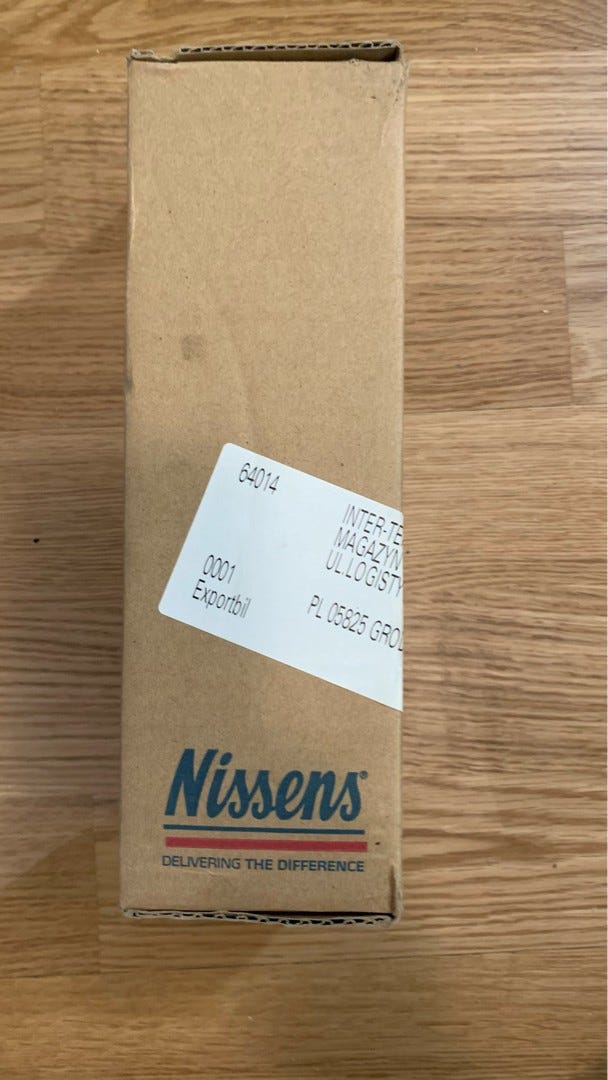 64014
INTER-TE
MAGAZYN
UL.LOGISTY
0001
Exportbil
PL 05825 GROD
Nissens®
DELIVERING THE DIFFERENCE